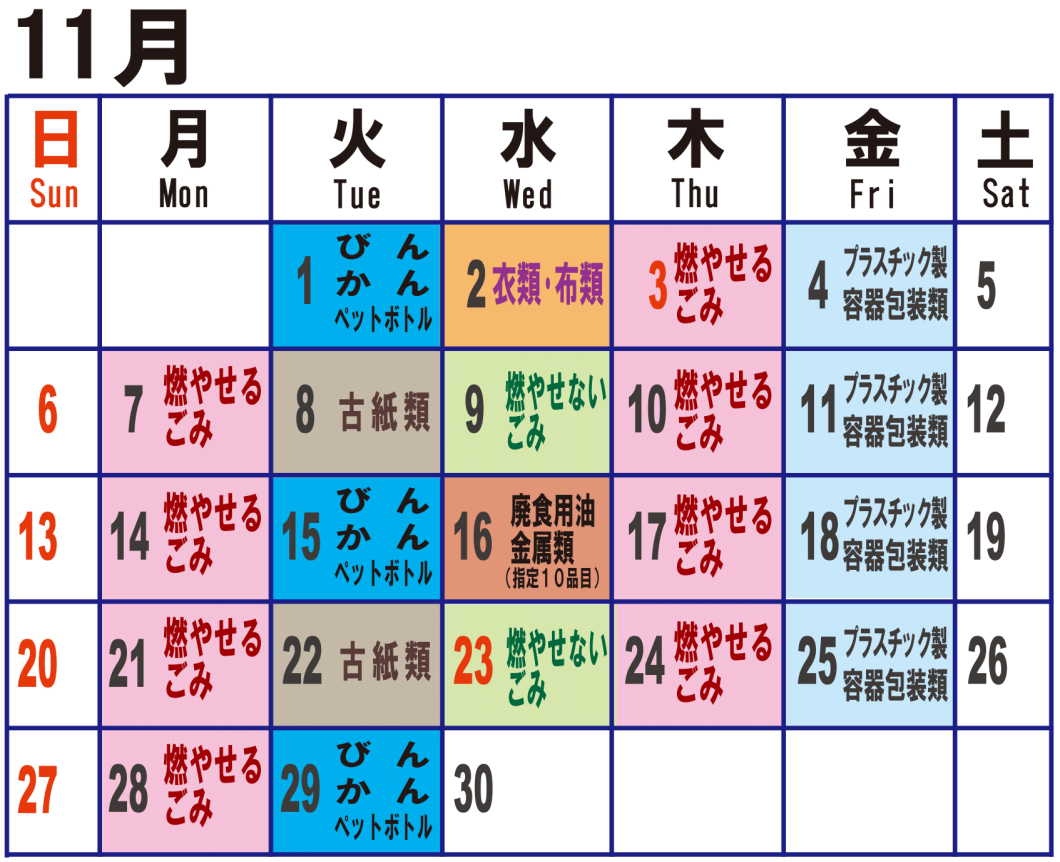 11月
日 月 火 水 木 金 土
Sun Mon Tue Wed Thu Fri Sat
1 びん かん ペットボトル
2 衣類・布類
3 燃やせるごみ
4 プラスチック製容器包装類
5
6
7 燃やせるごみ
8 古紙類
9 燃やせないごみ
10 燃やせるごみ
11 プラスチック製容器包装類
12
13
14 燃やせるごみ
15 びん かん ペットボトル
16 廃食用油 金属類 (指定10品目)
17 燃やせるごみ
18 プラスチック製容器包装類
19
20
21 燃やせるごみ
22 古紙類
23 燃やせないごみ
24 燃やせるごみ
25 プラスチック製容器包装類
26
27
28 燃やせるごみ
29 びん かん ペットボトル
30